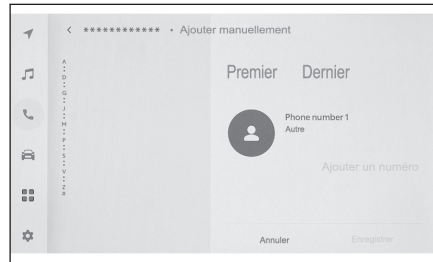 < ************ • Ajouter manuellement
A
•
D
•
G
•
J
•
M
•
P
•
S
•
V
•
Z
#
Premier Dernier
Phone number 1
Autre
Ajouter un numéro
Annuler Enregistrer